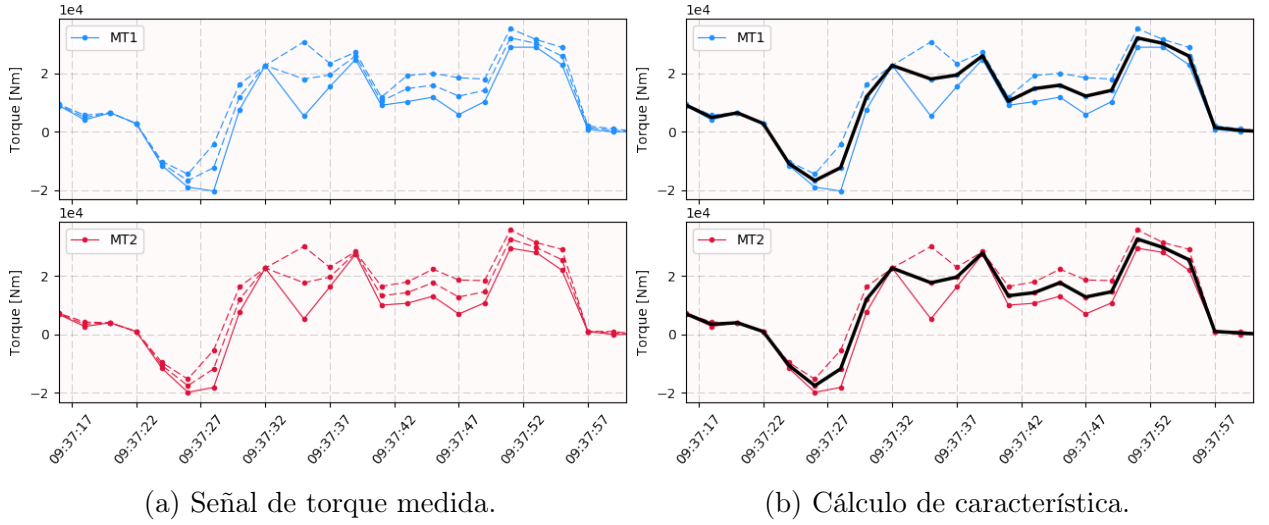 1e4 1e4
MT1 MT1
Torque [Nm] Torque [Nm]
2 2
0 0
−2 −2
1e4 1e4
MT2 MT2
Torque [Nm] Torque [Nm]
2 2
0 0
−2 −2
09:37:17 09:37:22 09:37:27 09:37:32 09:37:37 09:37:42 09:37:47 09:37:52 09:37:57 09:37:17 09:37:22 09:37:27 09:37:32 09:37:37 09:37:42 09:37:47 09:37:52 09:37:57
(a) Señal de torque medida. (b) Cálculo de característica.